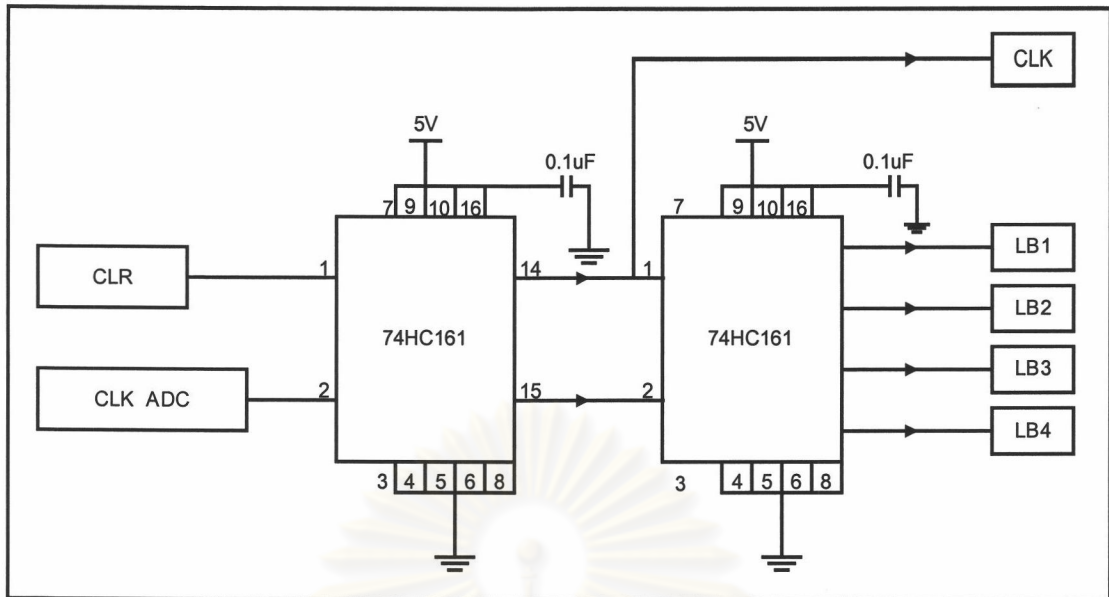 CLK
5V
5V
0.1uF
0.1uF
7 9 10 16
7 9 10 16
CLR
1
14
1
LB1
LB2
74HC161
74HC161
LB3
CLK ADC
2
15
2
LB4
3 4 5 6 8
3 4 5 6 8